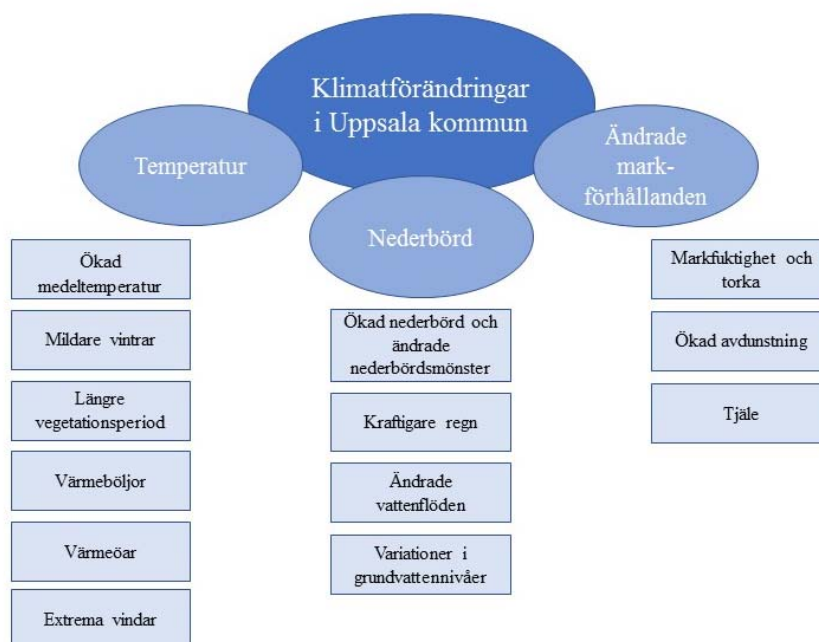 Klimatförändringar
i Uppsala kommun
Temperatur
Ändrade
mark-
förhållanden
Nederbörd
Ökad
medeltemperatur
Mildare vintrar
Längre
vegetationsperiod
Värmeböljor
Värmeöar
Extrema vindar
Ökad nederbörd och
ändrade
nederbördsmönster
Kraftigare regn
Ändrade
vattenflöden
Variationer i
grundvattennivåer
Markfuktighet och
torka
Ökad avdunstning
Tjäle